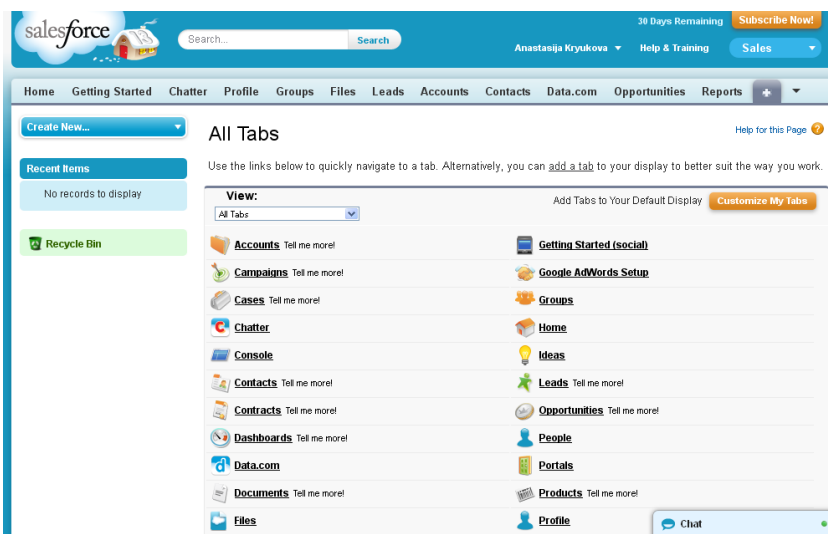 salesforce
Search...
Search
30 Days Remaining
Subscribe Now!
Anastasija Kryukova
Help & Training
Sales
Home Getting Started Chatter Profile Groups Files Leads Accounts Contacts Data.com Opportunities Reports +
Create New...
Recent Items
No records to display
Recycle Bin
All Tabs
Help for this Page ?
Use the links below to quickly navigate to a tab. Alternatively, you can add a tab to your display to better suit the way you work.
View:
All Tabs
Add Tabs to Your Default Display
Customize My Tabs
Accounts Tell me more!
Campaigns Tell me more!
Cases Tell me more!
Chatter
Console
Contacts Tell me more!
Contracts Tell me more!
Dashboards Tell me more!
Data.com
Documents Tell me more!
Files
Getting Started (social)
Google AdWords Setup
Groups
Home
Ideas
Leads Tell me more!
Opportunities Tell me more!
People
Portals
Products Tell me more!
Profile
Chat